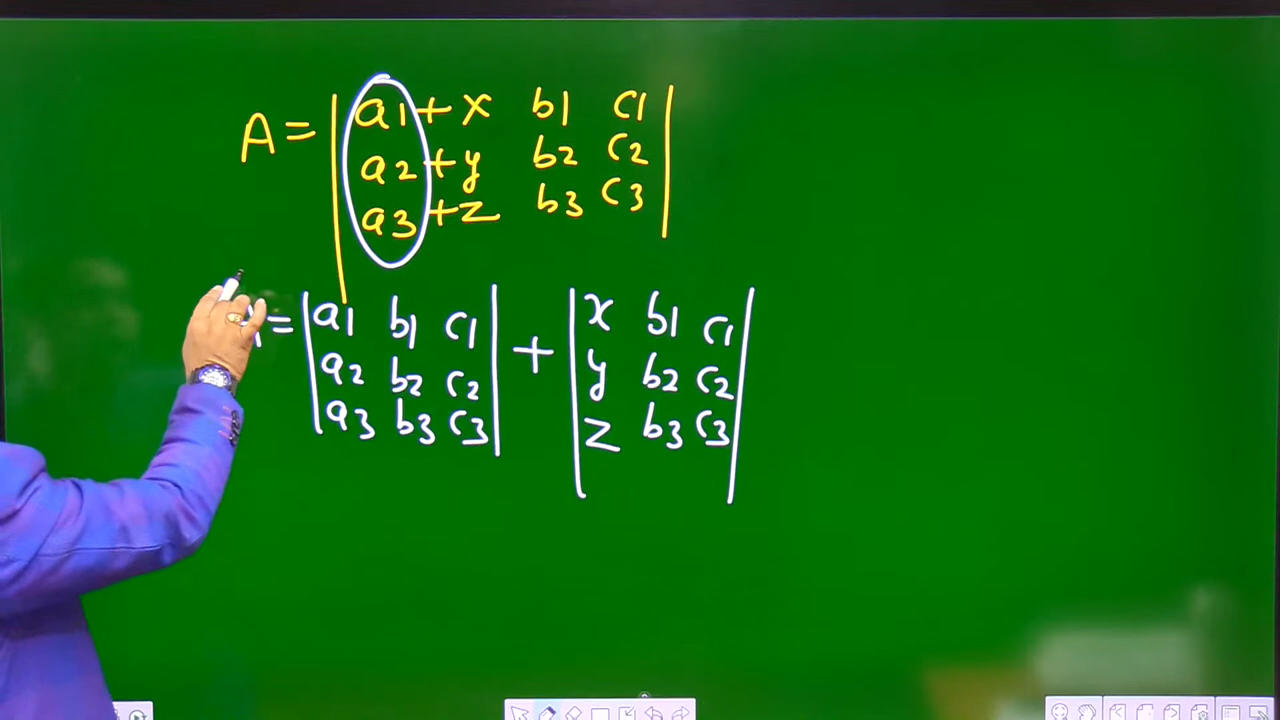 A = | a1 + x b1 c1 |
| a2 + y b2 c2 |
| a3 + z b3 c3 |
= | a1 b1 c1 | + | x b1 c1 |
| a2 b2 c2 | | y b2 c2 |
| a3 b3 c3 | | z b3 c3 |